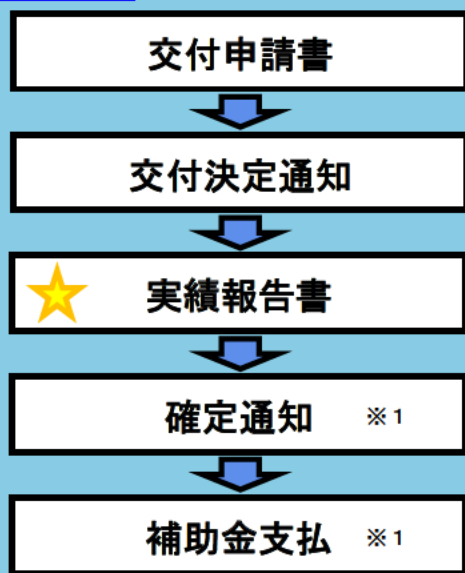 交付申請書
交付決定通知
実績報告書
確定通知 ※1
補助金支払 ※1